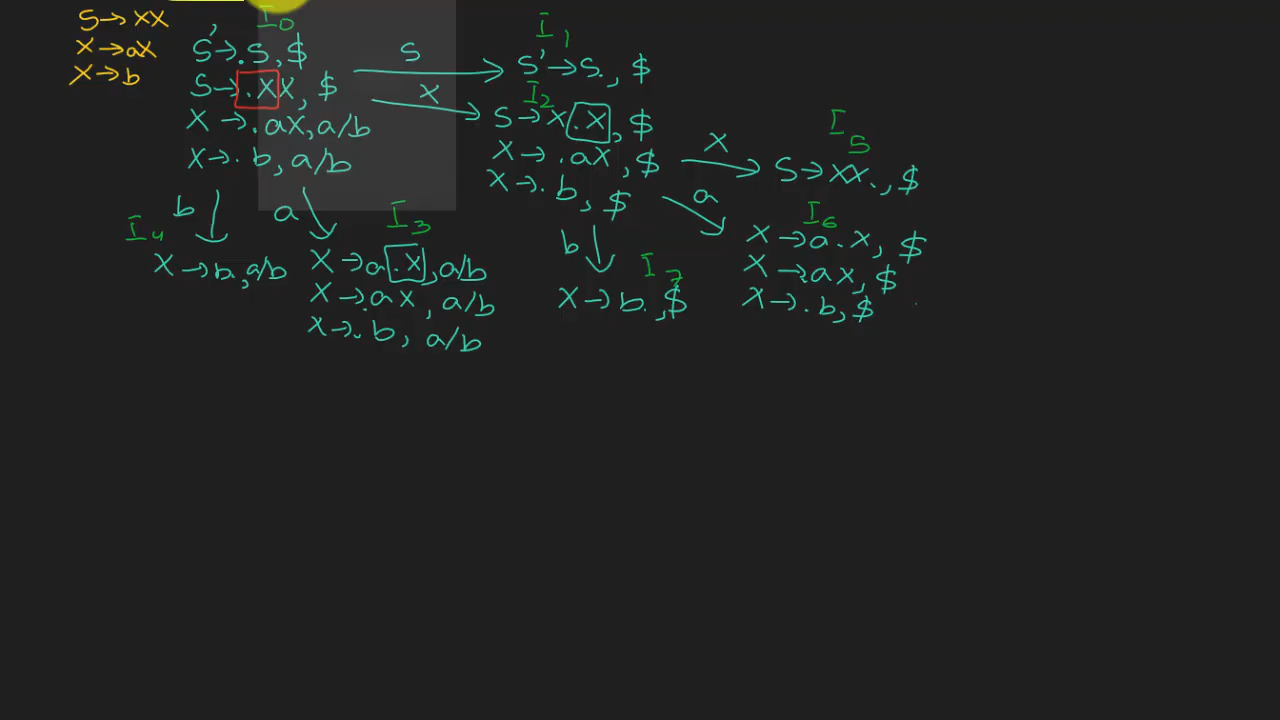 S→XX
X→aX
X→b
I0
S'→.S,$
S→.XX,$
X→.aX,a/b
X→.b,a/b
S
X
I1
S'→S.,$
I2
S→X.X,$
X→.aX,$
X→.b,$
X
a
I5
S→XX.,$
b
I4
X→b.,a/b
a
I3
X→a.X,a/b
X→.aX,a/b
X→.b,a/b
b
I7
X→b.,$
I6
X→a.X,$
X→.aX,$
X→.b,$